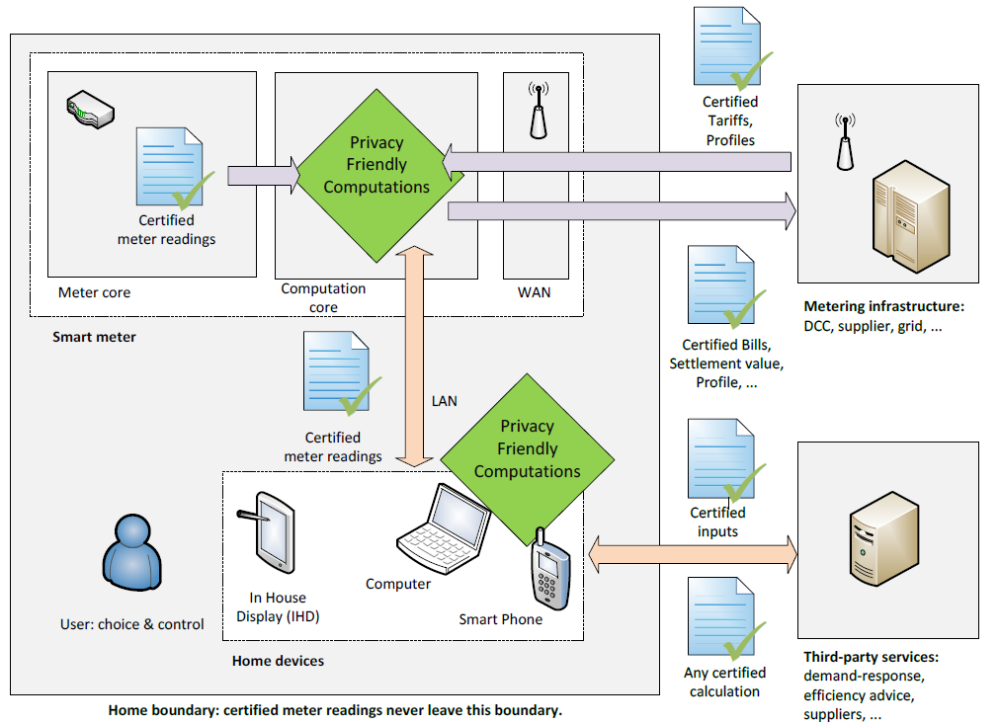 Certified
Tariffs,
Profiles
Privacy
Friendly
Computations
Certified
meter readings
Meter core
Computation
core
WAN
Smart meter
Metering infrastructure:
DCC, supplier, grid, ...
Certified Bills,
Settlement value,
Profile, ...
LAN
Certified
meter readings
Privacy
Friendly
Computations
Certified
inputs
Computer
In House
Display (IHD)
Smart Phone
User: choice & control
Home devices
Any certified
calculation
Third-party services:
demand-response,
efficiency advice,
suppliers, ...
Home boundary: certified meter readings never leave this boundary.